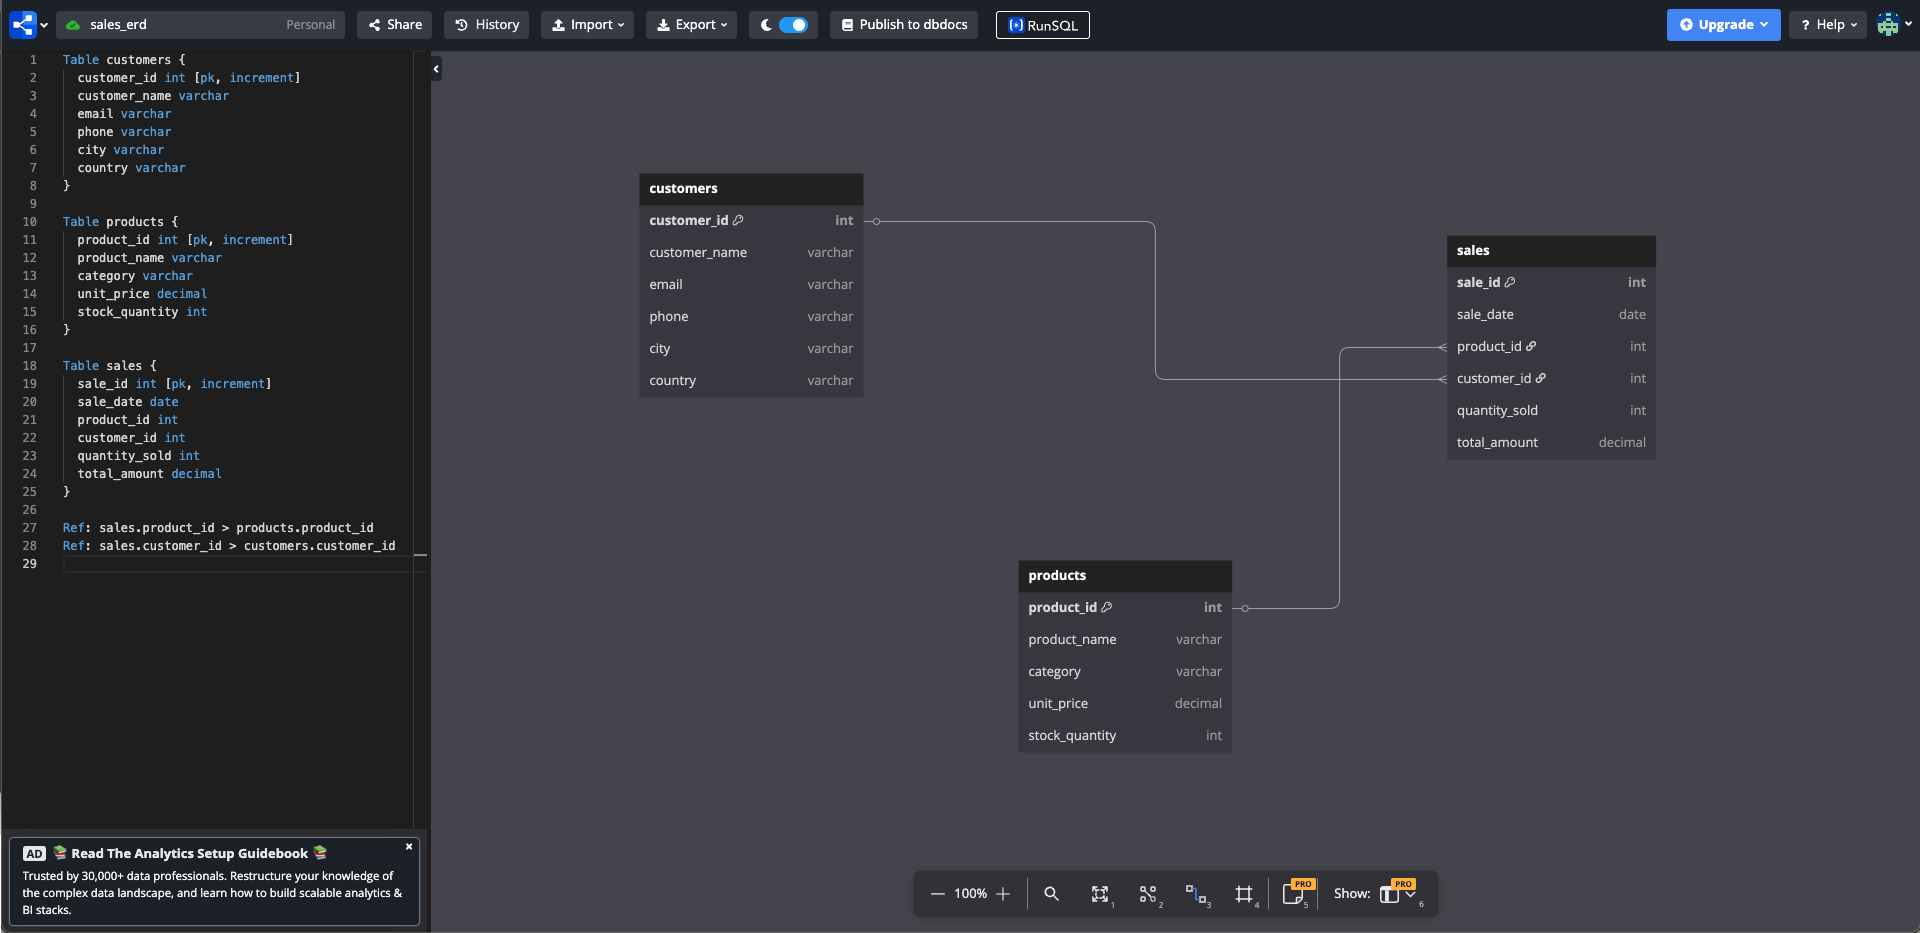 sales_erd
Personal
Share
History
Import
Export
Publish to dbdocs
RunSQL
Upgrade
? Help
1 Table customers {
2 customer_id int [pk, increment]
3 customer_name varchar
4 email varchar
5 phone varchar
6 city varchar
7 country varchar
8 }
9
10 Table products {
11 product_id int [pk, increment]
12 product_name varchar
13 category varchar
14 unit_price decimal
15 stock_quantity int
16 }
17
18 Table sales {
19 sale_id int [pk, increment]
20 sale_date date
21 product_id int
22 customer_id int
23 quantity_sold int
24 total_amount decimal
25 }
26
27 Ref: sales.product_id > products.product_id
28 Ref: sales.customer_id > customers.customer_id
29
AD 📚 Read The Analytics Setup Guidebook 📚
Trusted by 30,000+ data professionals. Restructure your knowledge of
the complex data landscape, and learn how to build scalable analytics &
BI stacks.
customers
customer_id int
customer_name varchar
email varchar
phone varchar
city varchar
country varchar
sales
sale_id int
sale_date date
product_id int
customer_id int
quantity_sold int
total_amount decimal
products
product_id int
product_name varchar
category varchar
unit_price decimal
stock_quantity int
100%
1
2
3
4
PRO
5
Show:
PRO
6